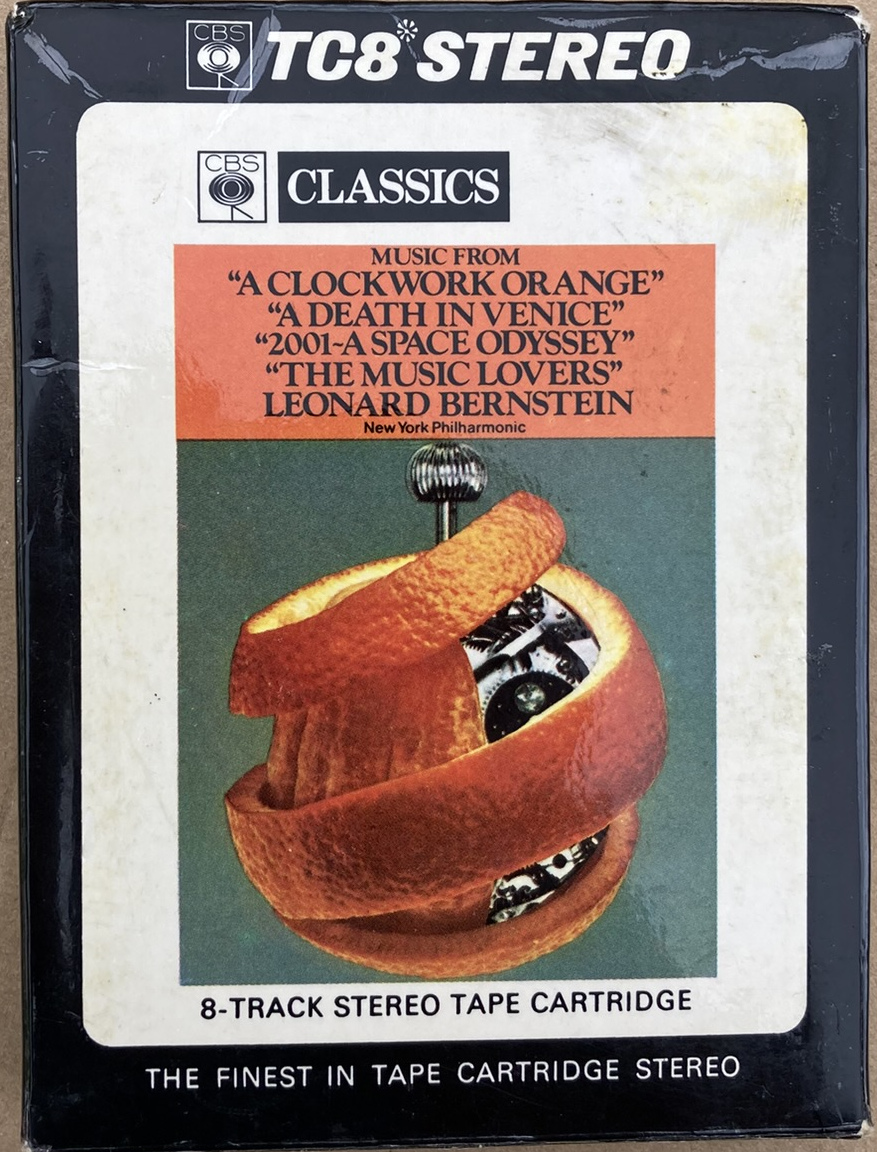 CBS TC8* STEREO
CBS CLASSICS
MUSIC FROM
“A CLOCKWORK ORANGE”
“A DEATH IN VENICE”
“2001-A SPACE ODYSSEY”
“THE MUSIC LOVERS”
LEONARD BERNSTEIN
New York Philharmonic
8-TRACK STEREO TAPE CARTRIDGE
THE FINEST IN TAPE CARTRIDGE STEREO